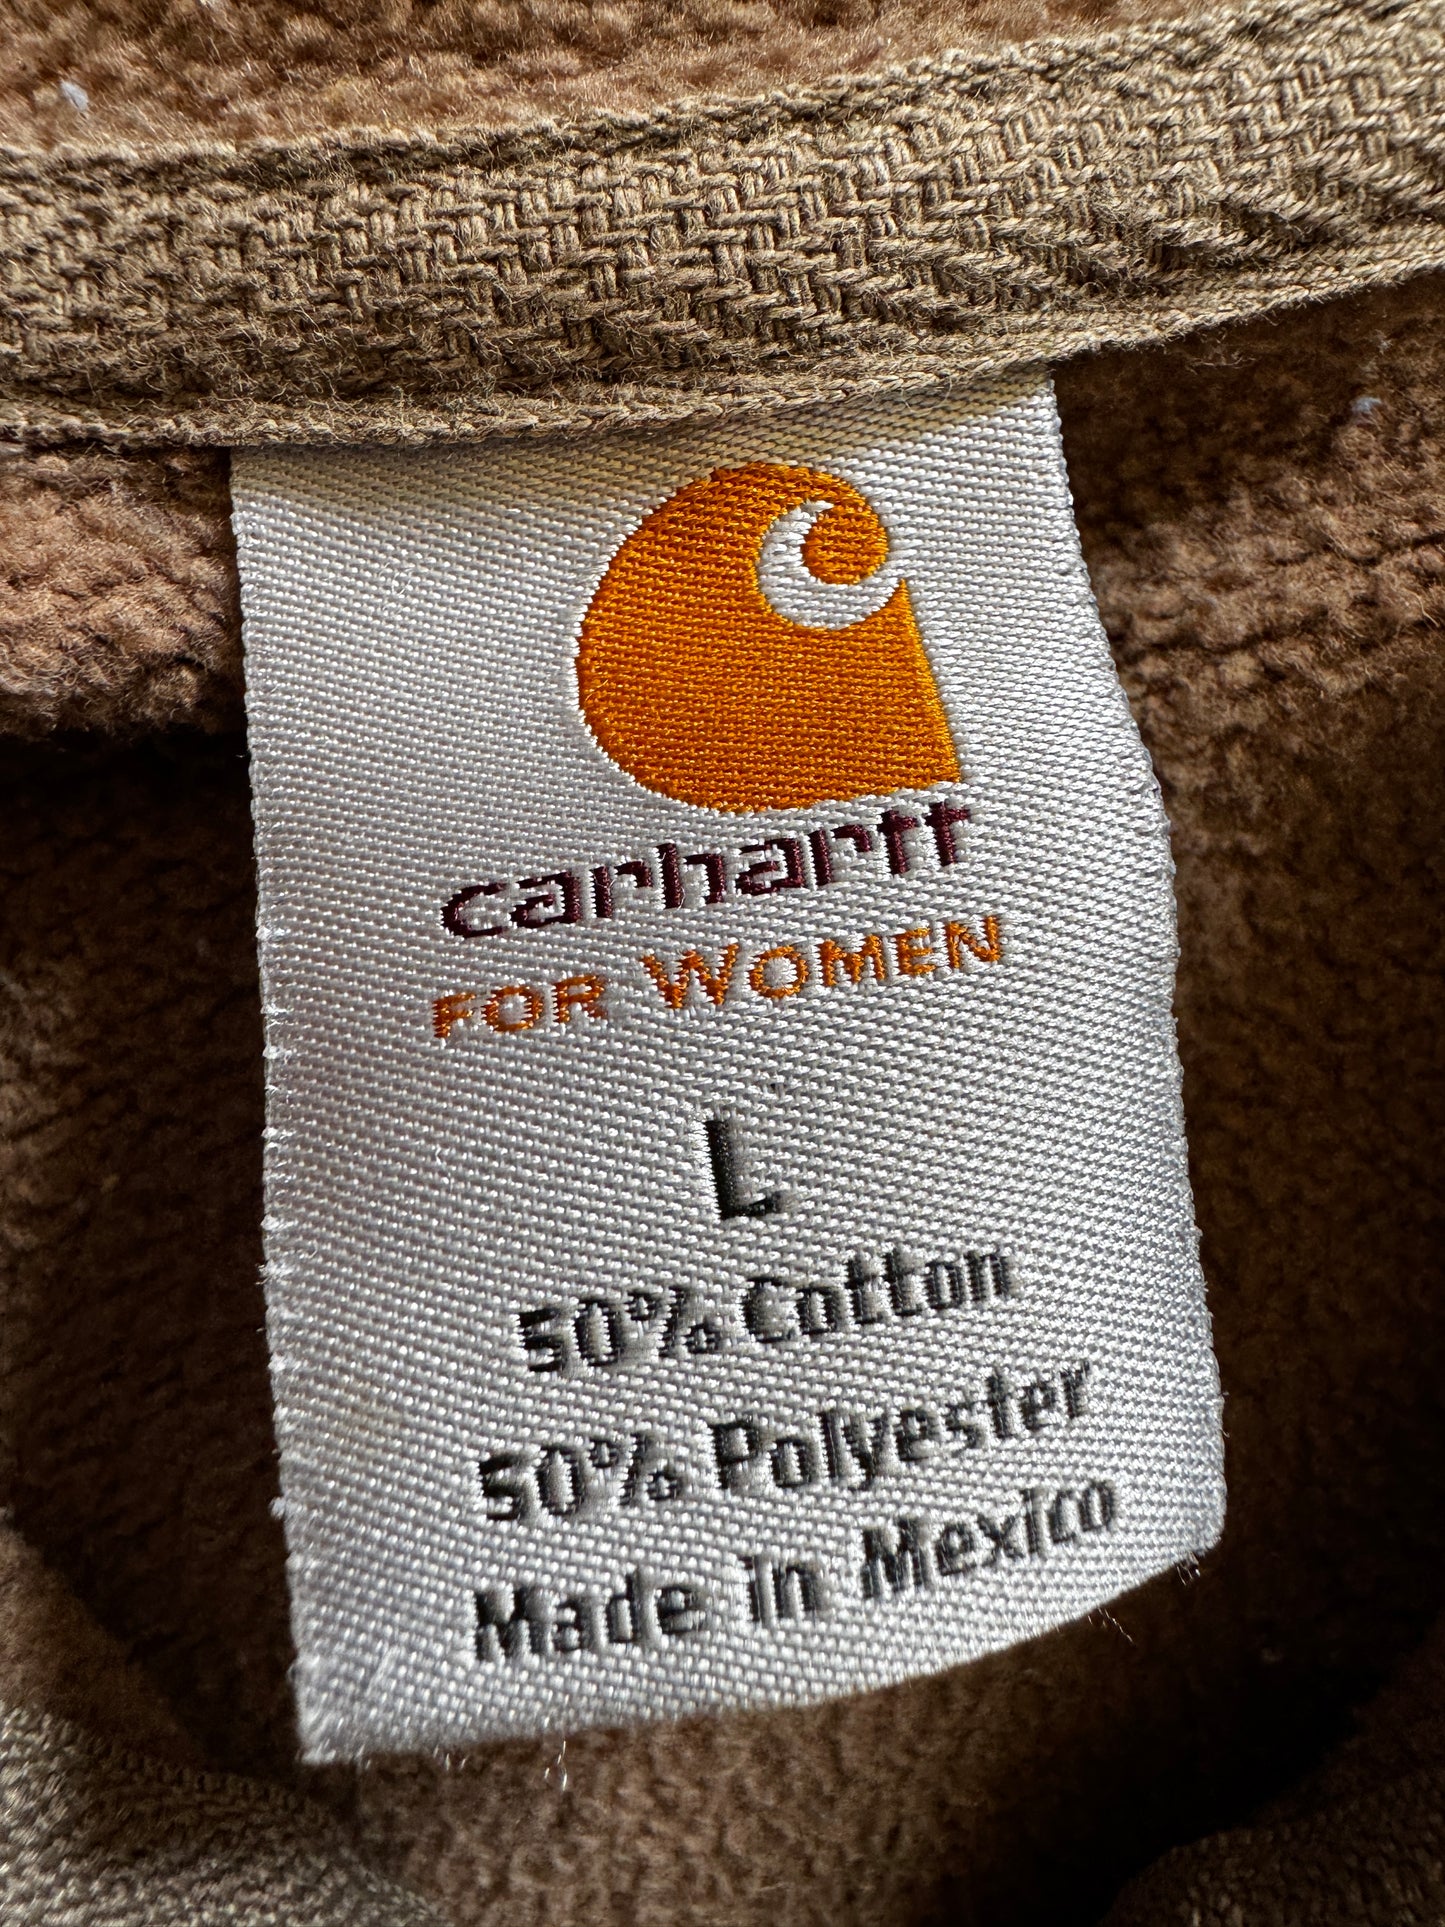 carhartt
FOR WOMEN
L
50% Cotton
50% Polyester
Made in Mexico